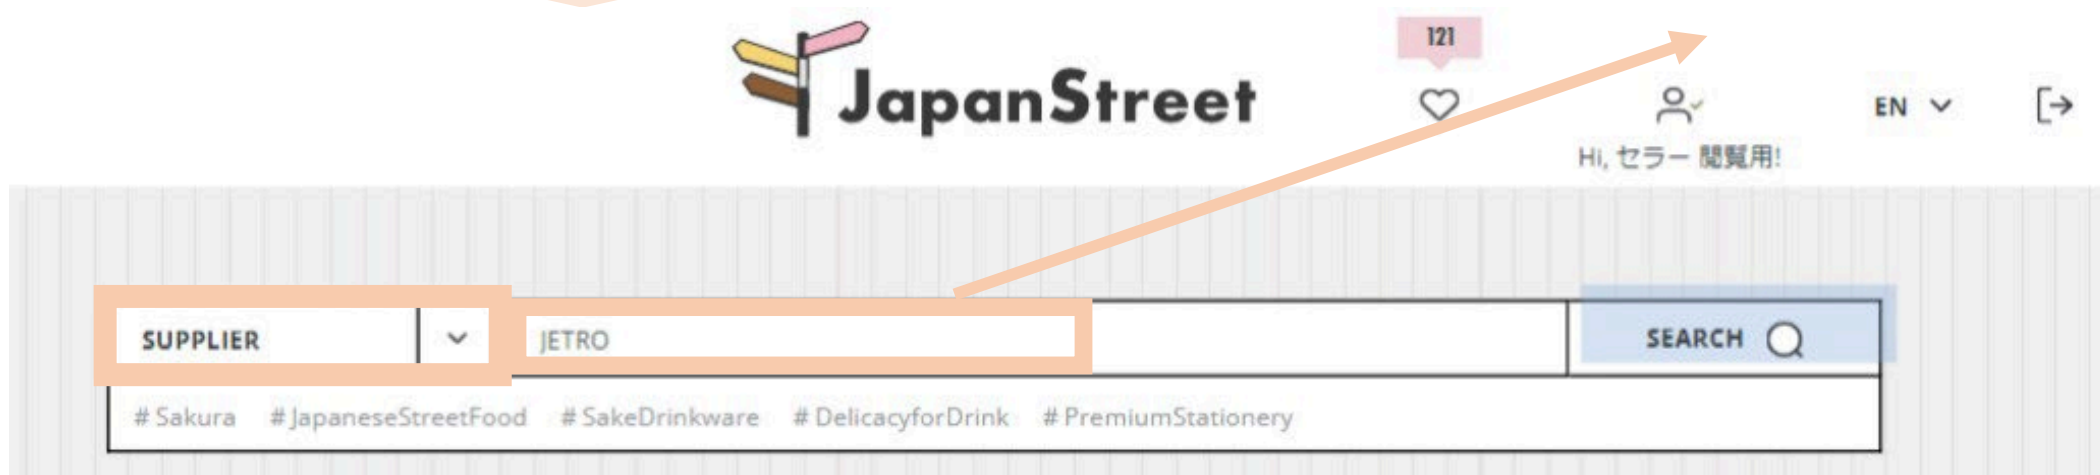 121
JapanStreet
EN
Hi, セラー 閲覧用!
SUPPLIER
JETRO
SEARCH
# Sakura # JapaneseStreetFood # SakeDrinkware # DelicacyforDrink # PremiumStationery